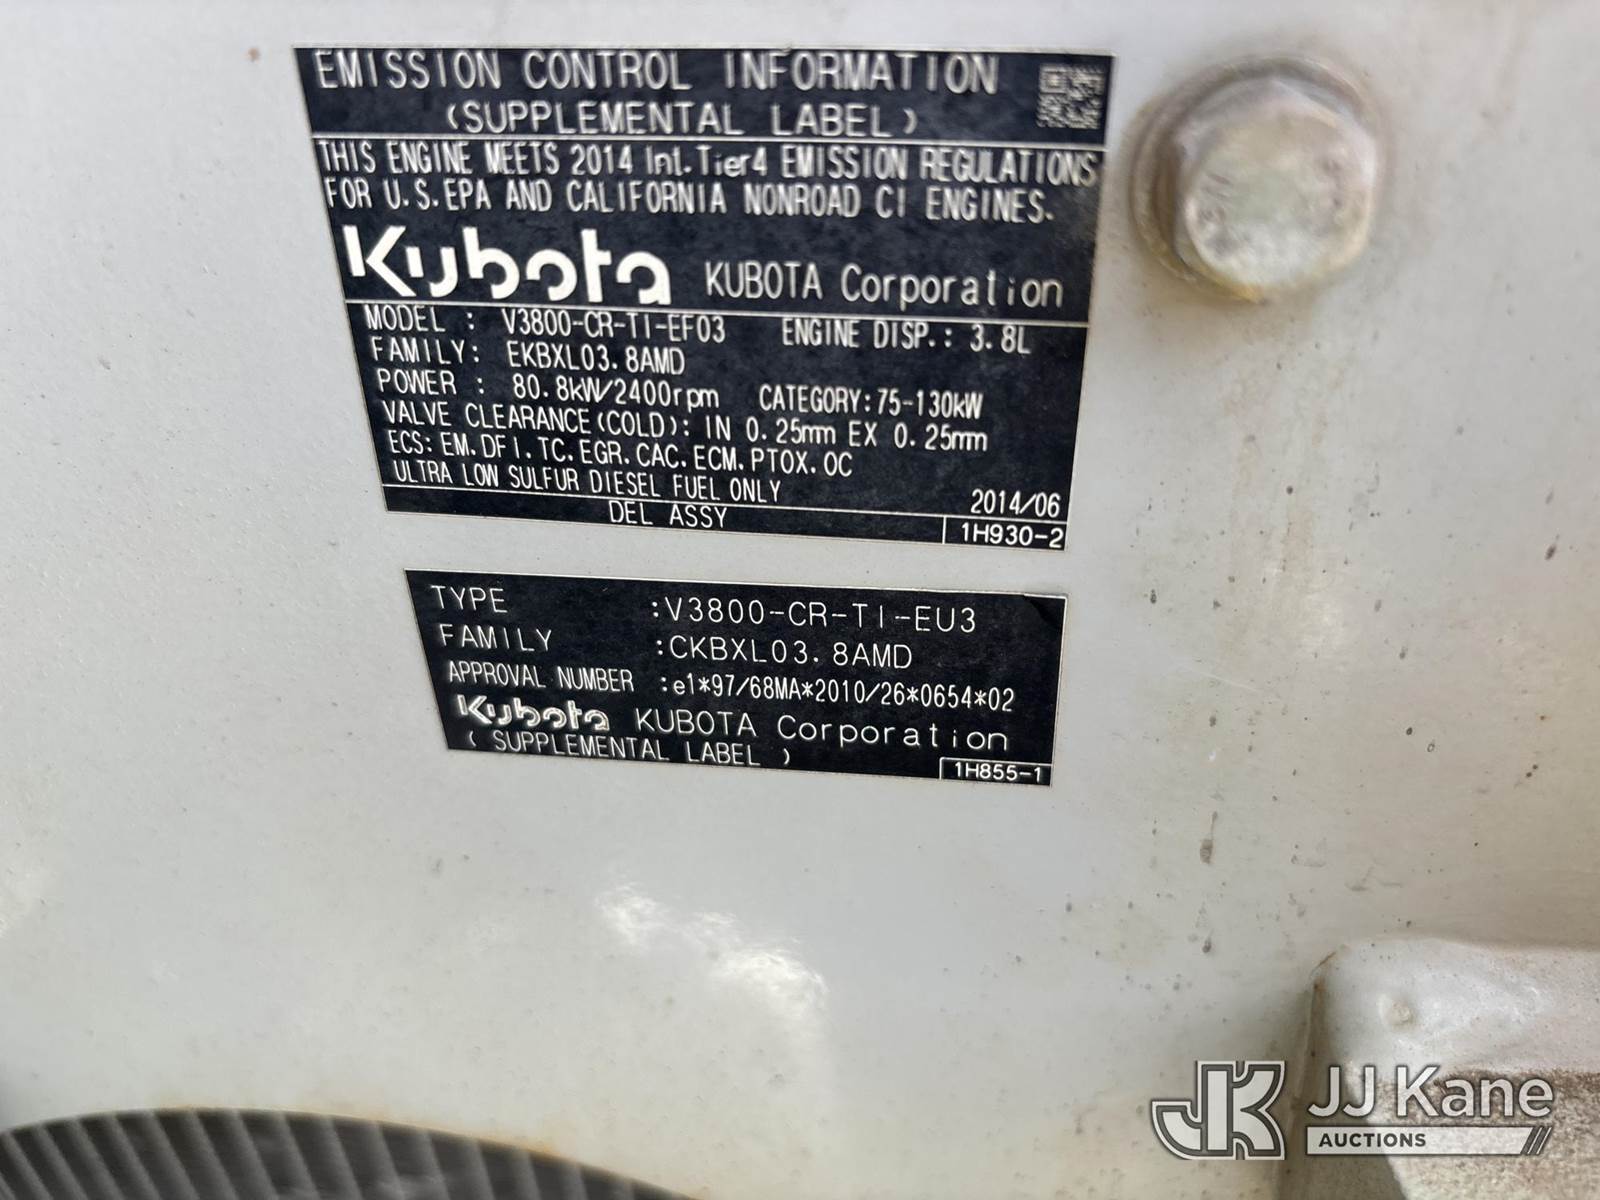 EMISSION CONTROL INFORMATION
(SUPPLEMENTAL LABEL)
THIS ENGINE MEETS 2014 Int.Tier4 EMISSION REGULATIONS
FOR U.S.EPA AND CALIFORNIA NONROAD CI ENGINES.
Kubota KUBOTA Corporation
MODEL : V3800-CR-TI-EF03 ENGINE DISP.: 3.8L
FAMILY: EKBXL03.8AMD
POWER : 80.8kW/2400rpm CATEGORY:75-130kW
VALVE CLEARANCE(COLD): IN 0.25mm EX 0.25mm
ECS: EM.DFI.TC.EGR.CAC.ECM.PTOX.OC
ULTRA LOW SULFUR DIESEL FUEL ONLY 2014/06
DEL ASSY 1H930-2
TYPE :V3800-CR-TI-EU3
FAMILY :CKBXL03.8AMD
APPROVAL NUMBER :e1*97/68MA*2010/26*0654*02
Kubota KUBOTA Corporation
( SUPPLEMENTAL LABEL ) 1H855-1
JK JJ Kane
AUCTIONS